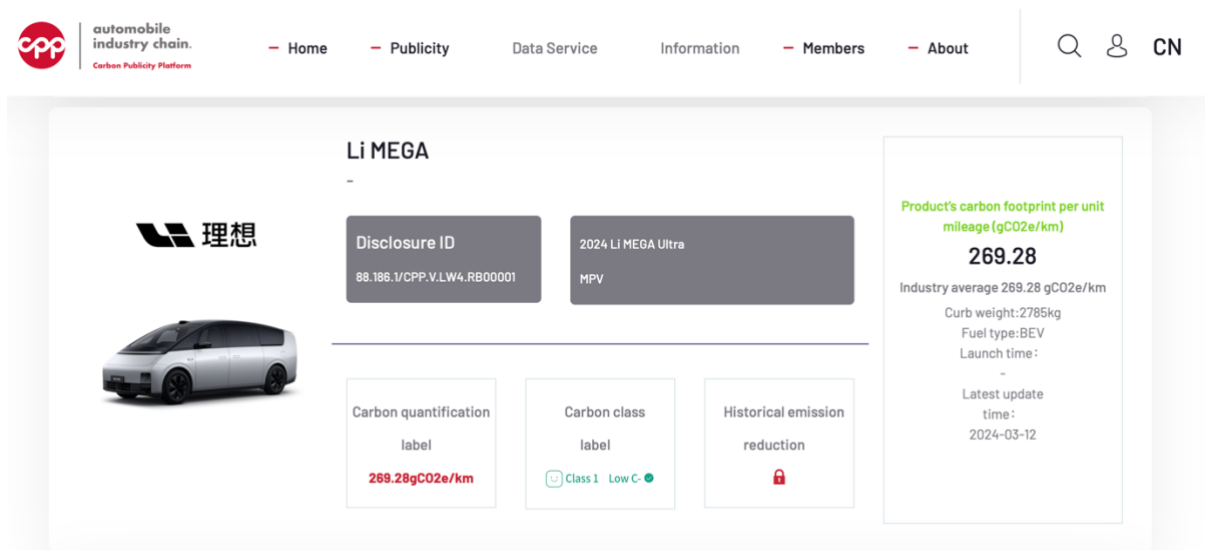 cpp
automobile
industry chain.
Carbon Publicity Platform
Home
Publicity
Data Service
Information
Members
About
CN
Li MEGA
-
理想
Disclosure ID
88.186.1/CPP.V.LW4.RB00001
2024 Li MEGA Ultra
MPV
Carbon quantification
label
269.28gCO2e/km
Carbon class
label
Class 1 Low C-
Historical emission
reduction
Product's carbon footprint per unit
mileage (gCO2e/km)
269.28
Industry average 269.28 gCO2e/km
Curb weight:2785kg
Fuel type:BEV
Launch time:
-
Latest update
time:
2024-03-12